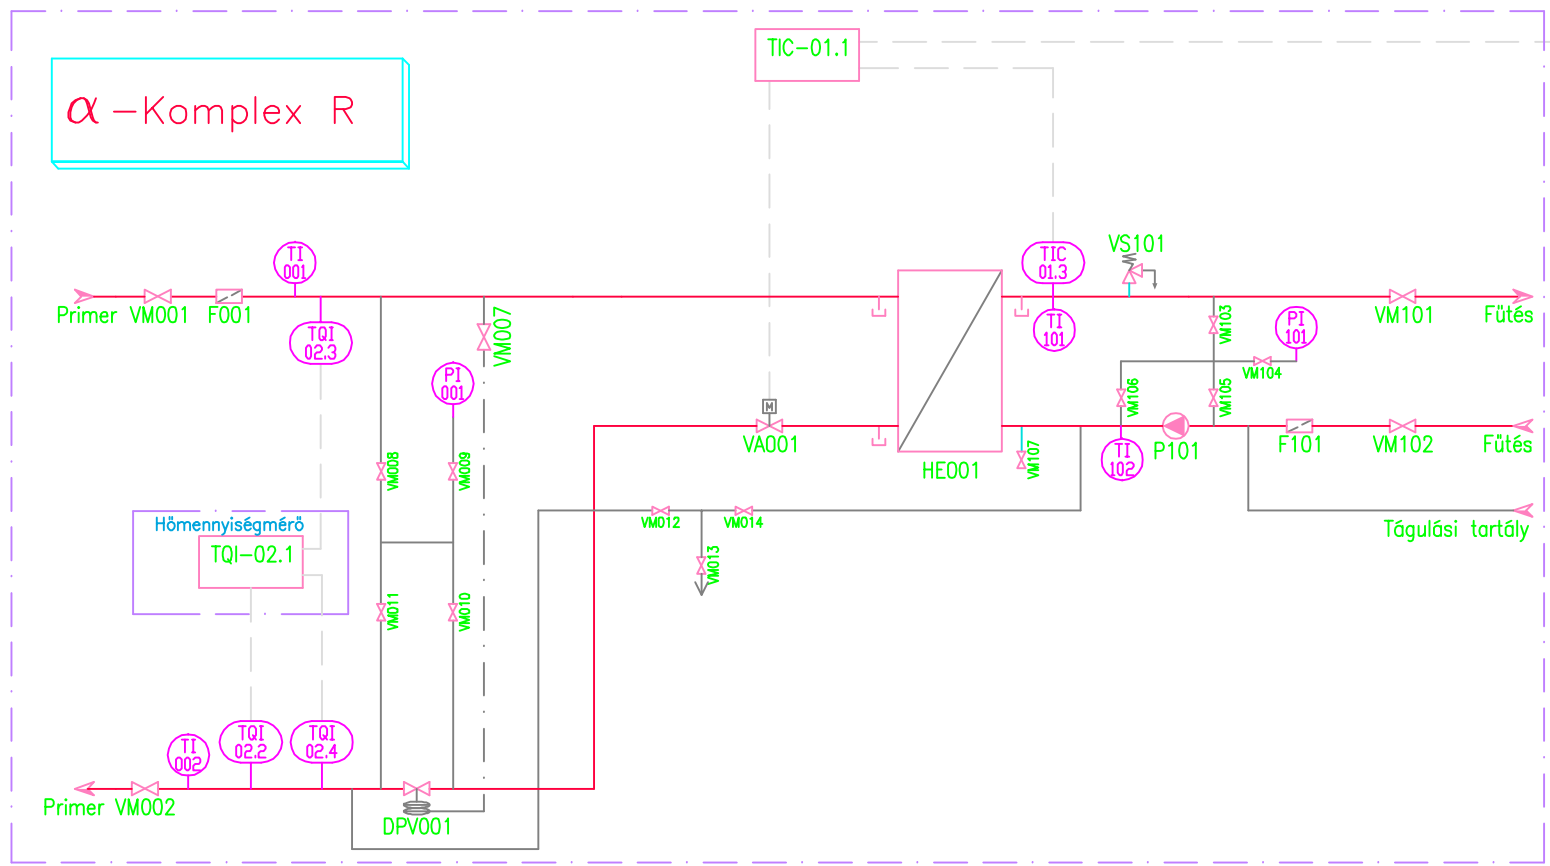 TIC-01.1
α-Komplex R
VS101
TI
001
TIC
01.3
Primer VM001 F001
TQI
02.3
VM007
TI
101
VM103
PI
101
VM101
Fűtés
PI
001
VM106
VM104
VM105
M
VA001
HE001
VM107
TI
102
P101
F101
VM102
Fűtés
VM008
VM009
Hőmennyiségmérő
TQI-02.1
VM012
VM014
VM013
Tágulási tartály
VM011
VM010
TI
002
TQI
02.2
TQI
02.4
Primer VM002
DPV001